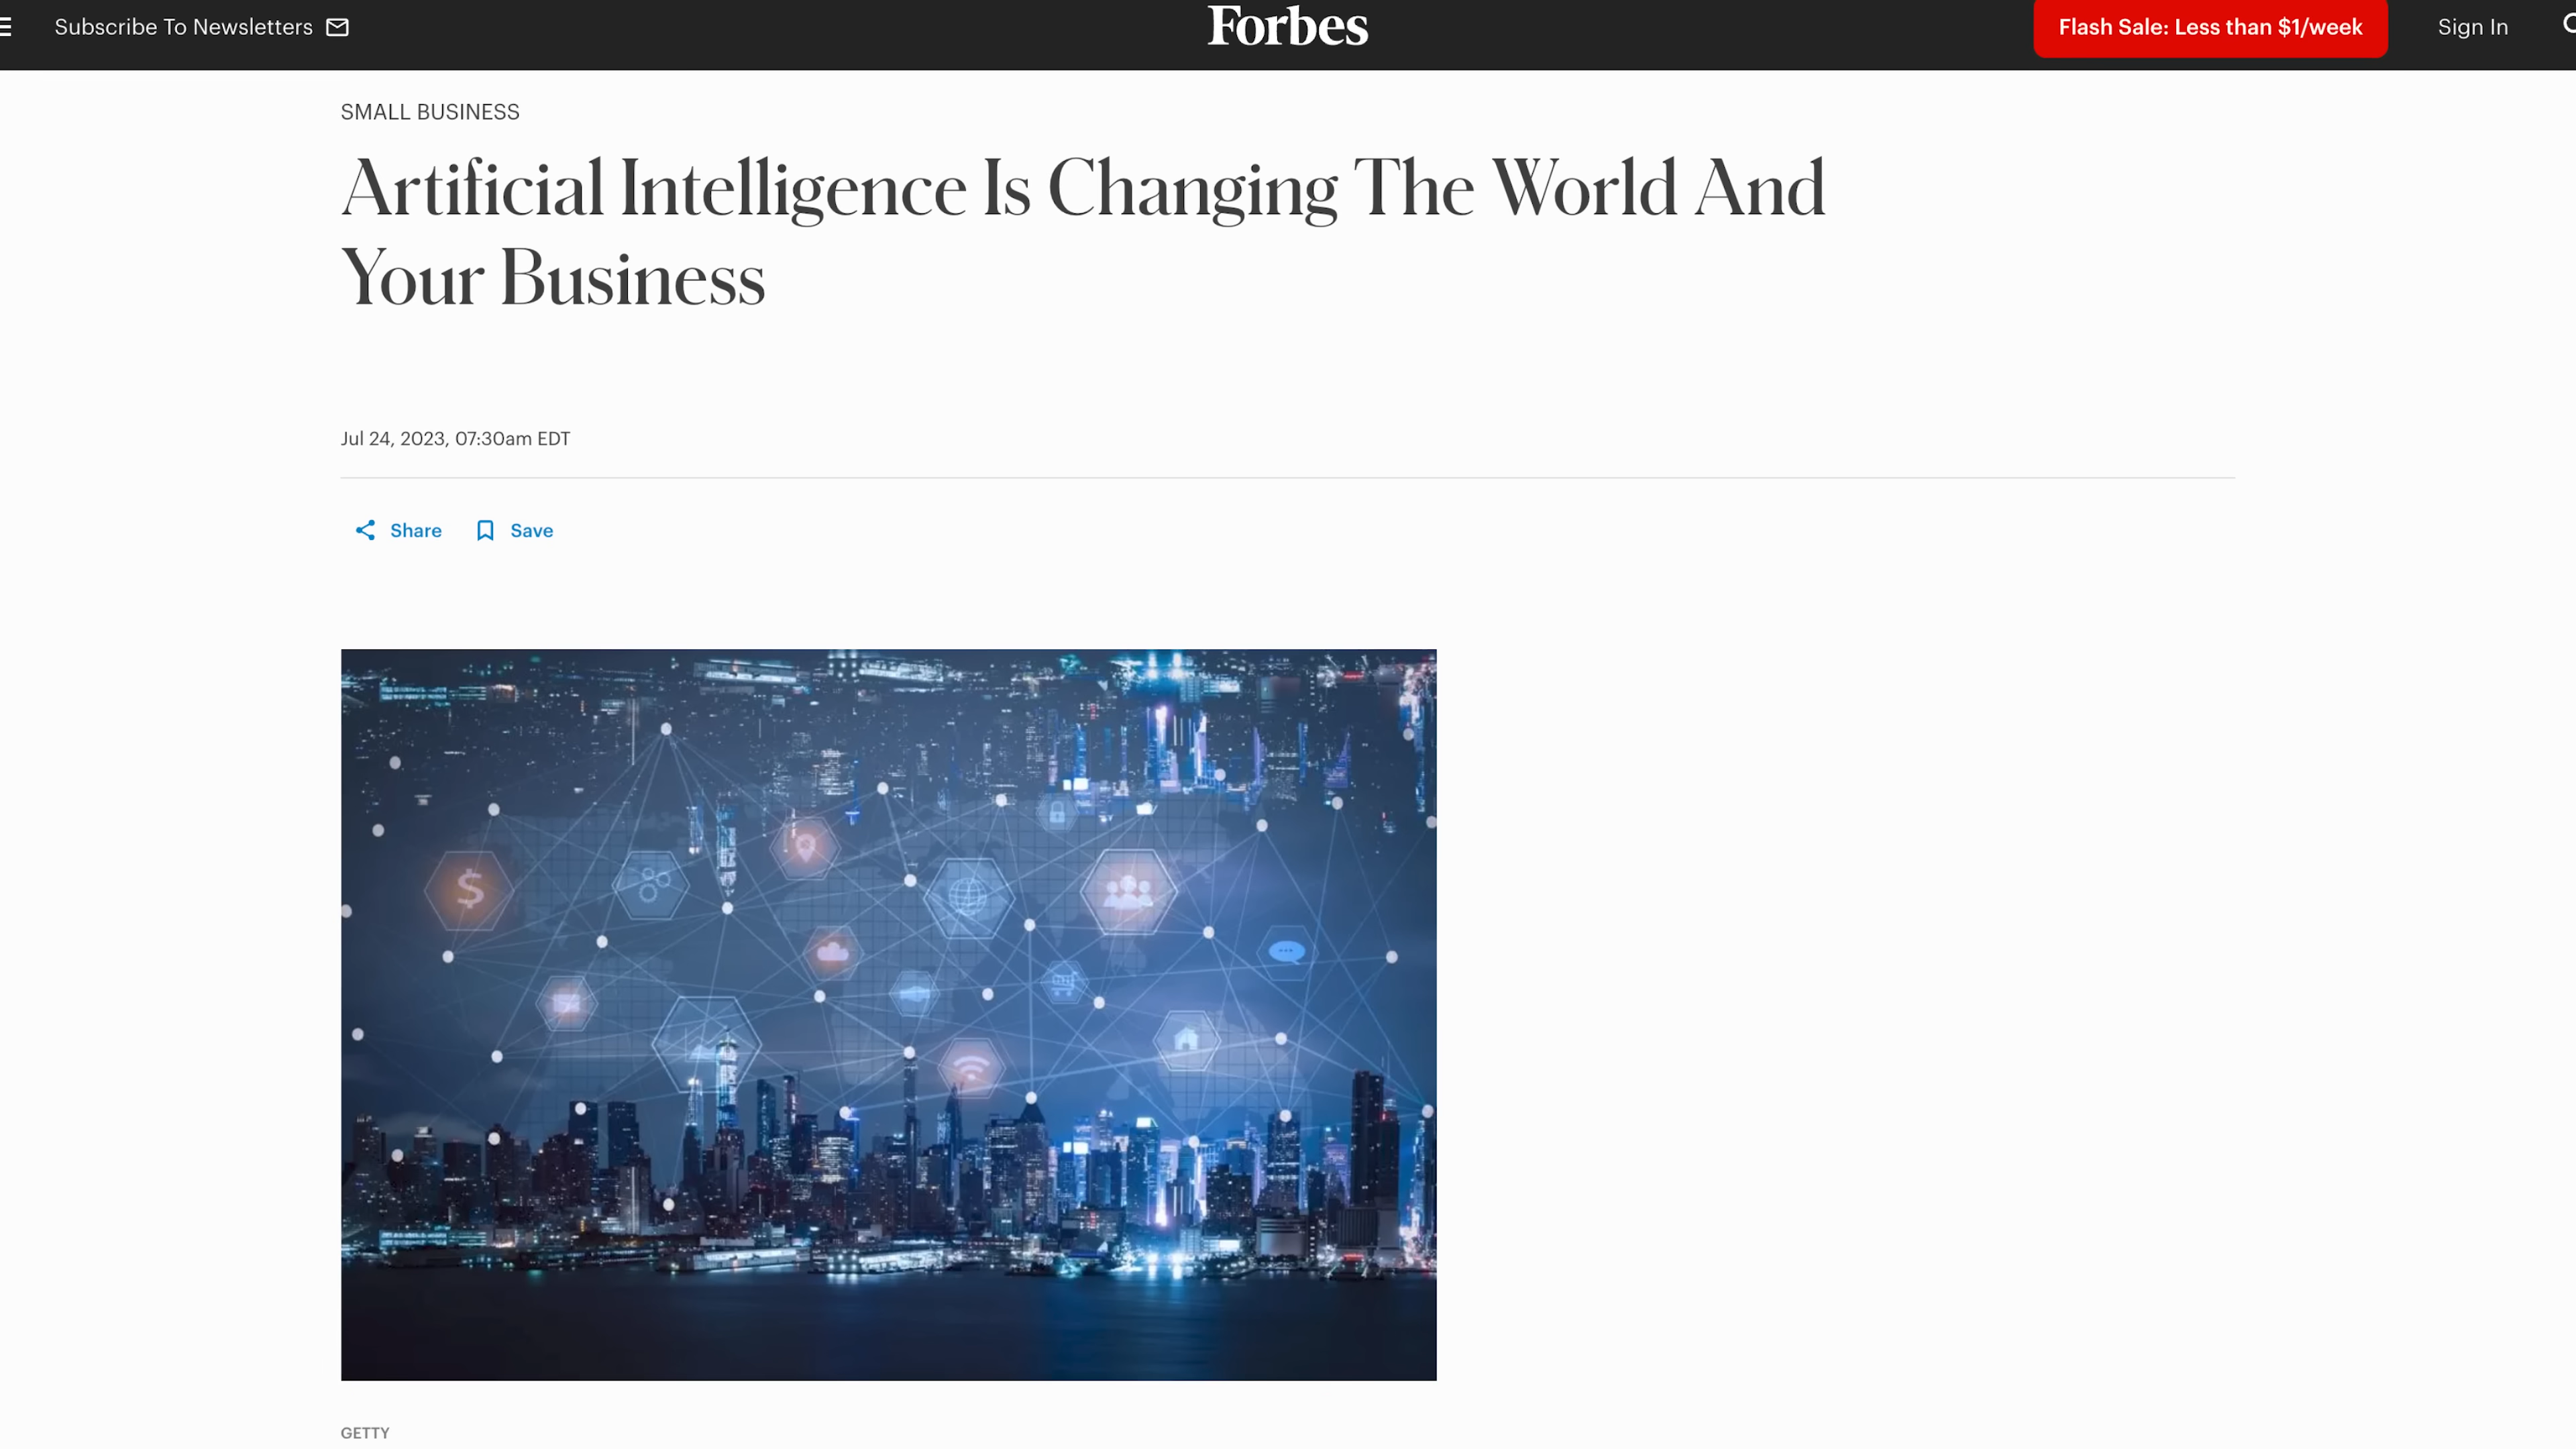 Subscribe To Newsletters
Forbes
Flash Sale: Less than $1/week
Sign In
SMALL BUSINESS
Artificial Intelligence Is Changing The World And
Your Business
Jul 24, 2023, 07:30am EDT
Share
Save
$
GETTY